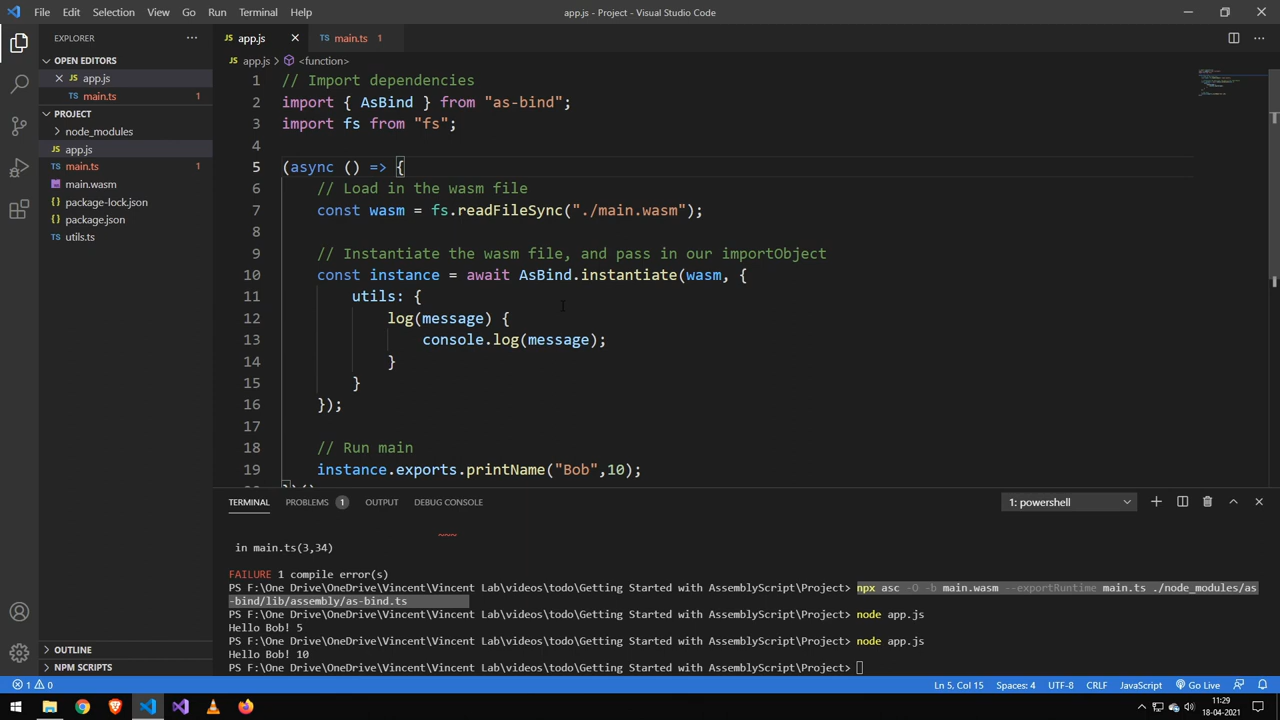 File Edit Selection View Go Run Terminal Help
app.js - Project - Visual Studio Code
EXPLORER ···
OPEN EDITORS
JS app.js
TS main.ts 1
PROJECT
node_modules
JS app.js
TS main.ts 1
main.wasm
{} package-lock.json
{} package.json
TS utils.ts
OUTLINE
NPM SCRIPTS
JS app.js
TS main.ts 1
JS app.js > <function>
1 // Import dependencies
2 import { AsBind } from "as-bind";
3 import fs from "fs";
4
5 (async () => {
6 // Load in the wasm file
7 const wasm = fs.readFileSync("./main.wasm");
8
9 // Instantiate the wasm file, and pass in our importObject
10 const instance = await AsBind.instantiate(wasm, {
11 utils: {
12 log(message) {
13 console.log(message);
14 }
15 }
16 });
17
18 // Run main
19 instance.exports.printName("Bob",10);
TERMINAL PROBLEMS 1 OUTPUT DEBUG CONSOLE
1: powershell
~~~
in main.ts(3,34)
FAILURE 1 compile error(s)
PS F:\One Drive\OneDrive\Vincent\Vincent Lab\videos\todo\Getting Started with AssemblyScript\Project> npx asc -O -b main.wasm --exportRuntime main.ts ./node_modules/as
-bind/lib/assembly/as-bind.ts
PS F:\One Drive\OneDrive\Vincent\Vincent Lab\videos\todo\Getting Started with AssemblyScript\Project> node app.js
Hello Bob! 5
PS F:\One Drive\OneDrive\Vincent\Vincent Lab\videos\todo\Getting Started with AssemblyScript\Project> node app.js
Hello Bob! 10
PS F:\One Drive\OneDrive\Vincent\Vincent Lab\videos\todo\Getting Started with AssemblyScript\Project>
1 0
Ln 5, Col 15 Spaces: 4 UTF-8 CRLF JavaScript Go Live
11:29
18-04-2021